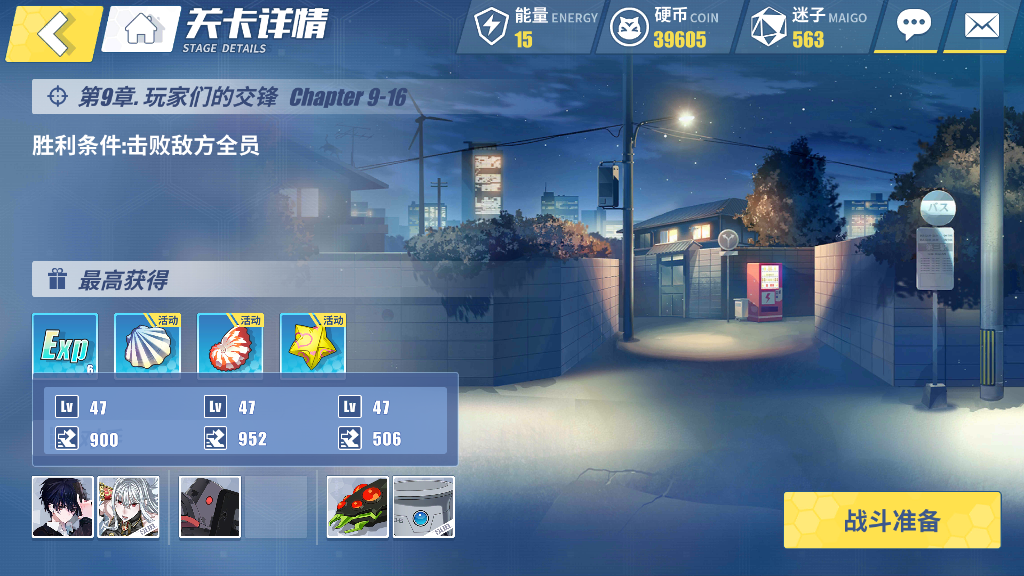 关卡详情
STAGE DETAILS
能量 ENERGY
15
硬币 COIN
39605
迷子 MAIGO
563
第9章. 玩家们的交锋 Chapter 9-16
胜利条件:击败敌方全员
バス
最高获得
Exp
6
活动
活动
活动
Lv 47
Lv 47
Lv 47
900
952
506
SUB
SUB
战斗准备